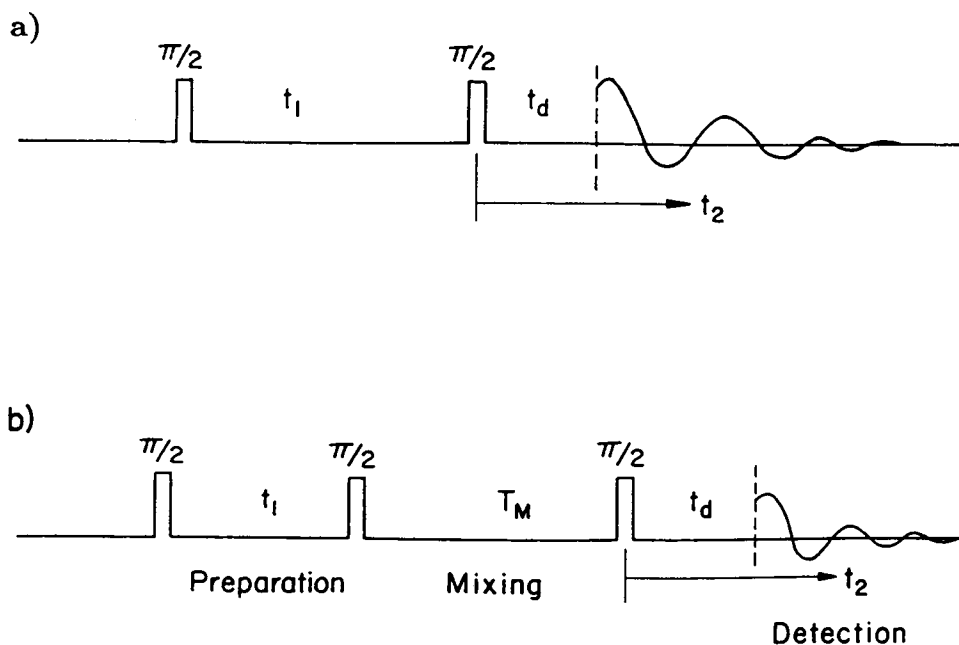 a)
π/2 π/2
t₁ t_d
t₂
b)
π/2 π/2 π/2
t₁ T_M t_d
t₂
Preparation Mixing
Detection